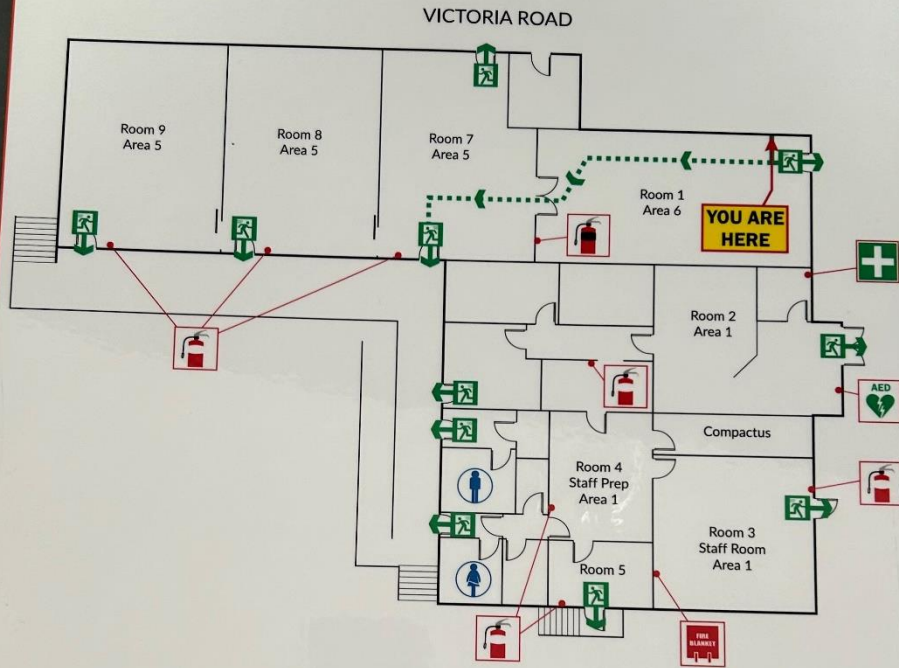 VICTORIA ROAD
Room 9
Area 5
Room 8
Area 5
Room 7
Area 5
Room 1
Area 6
YOU ARE
HERE
Room 2
Area 1
AED
Compactus
Room 4
Staff Prep
Area 1
Room 3
Staff Room
Area 1
Room 5
FIRE
BLANKET